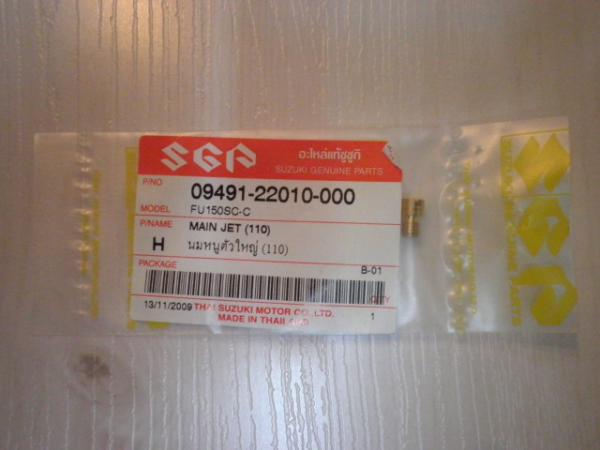 SGP
อะไหล่แท้ซูซูกิ
SUZUKI GENUINE PARTS
P/NO 09491-22010-000
MODEL FU150SC-C
P/NAME MAIN JET (110)
H นมหนูตัวใหญ่ (110)
PACKAGE B-01
QTY
13/11/2009 THAI SUZUKI MOTOR CO.,LTD. 1
MADE IN THAILAND
SGP